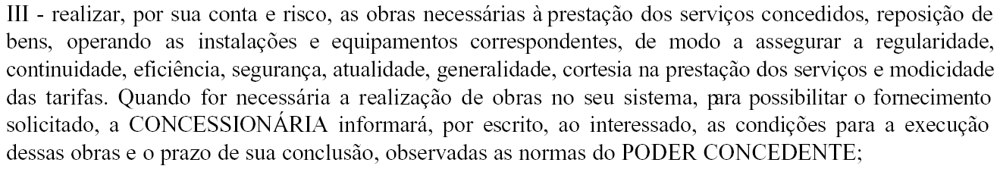 III - realizar, por sua conta e risco, as obras necessárias à prestação dos serviços concedidos, reposição de
bens, operando as instalações e equipamentos correspondentes, de modo a assegurar a regularidade,
continuidade, eficiência, segurança, atualidade, generalidade, cortesia na prestação dos serviços e modicidade
das tarifas. Quando for necessária a realização de obras no seu sistema, para possibilitar o fornecimento
solicitado, a CONCESSIONÁRIA informará, por escrito, ao interessado, as condições para a execução
dessas obras e o prazo de sua conclusão, observadas as normas do PODER CONCEDENTE;